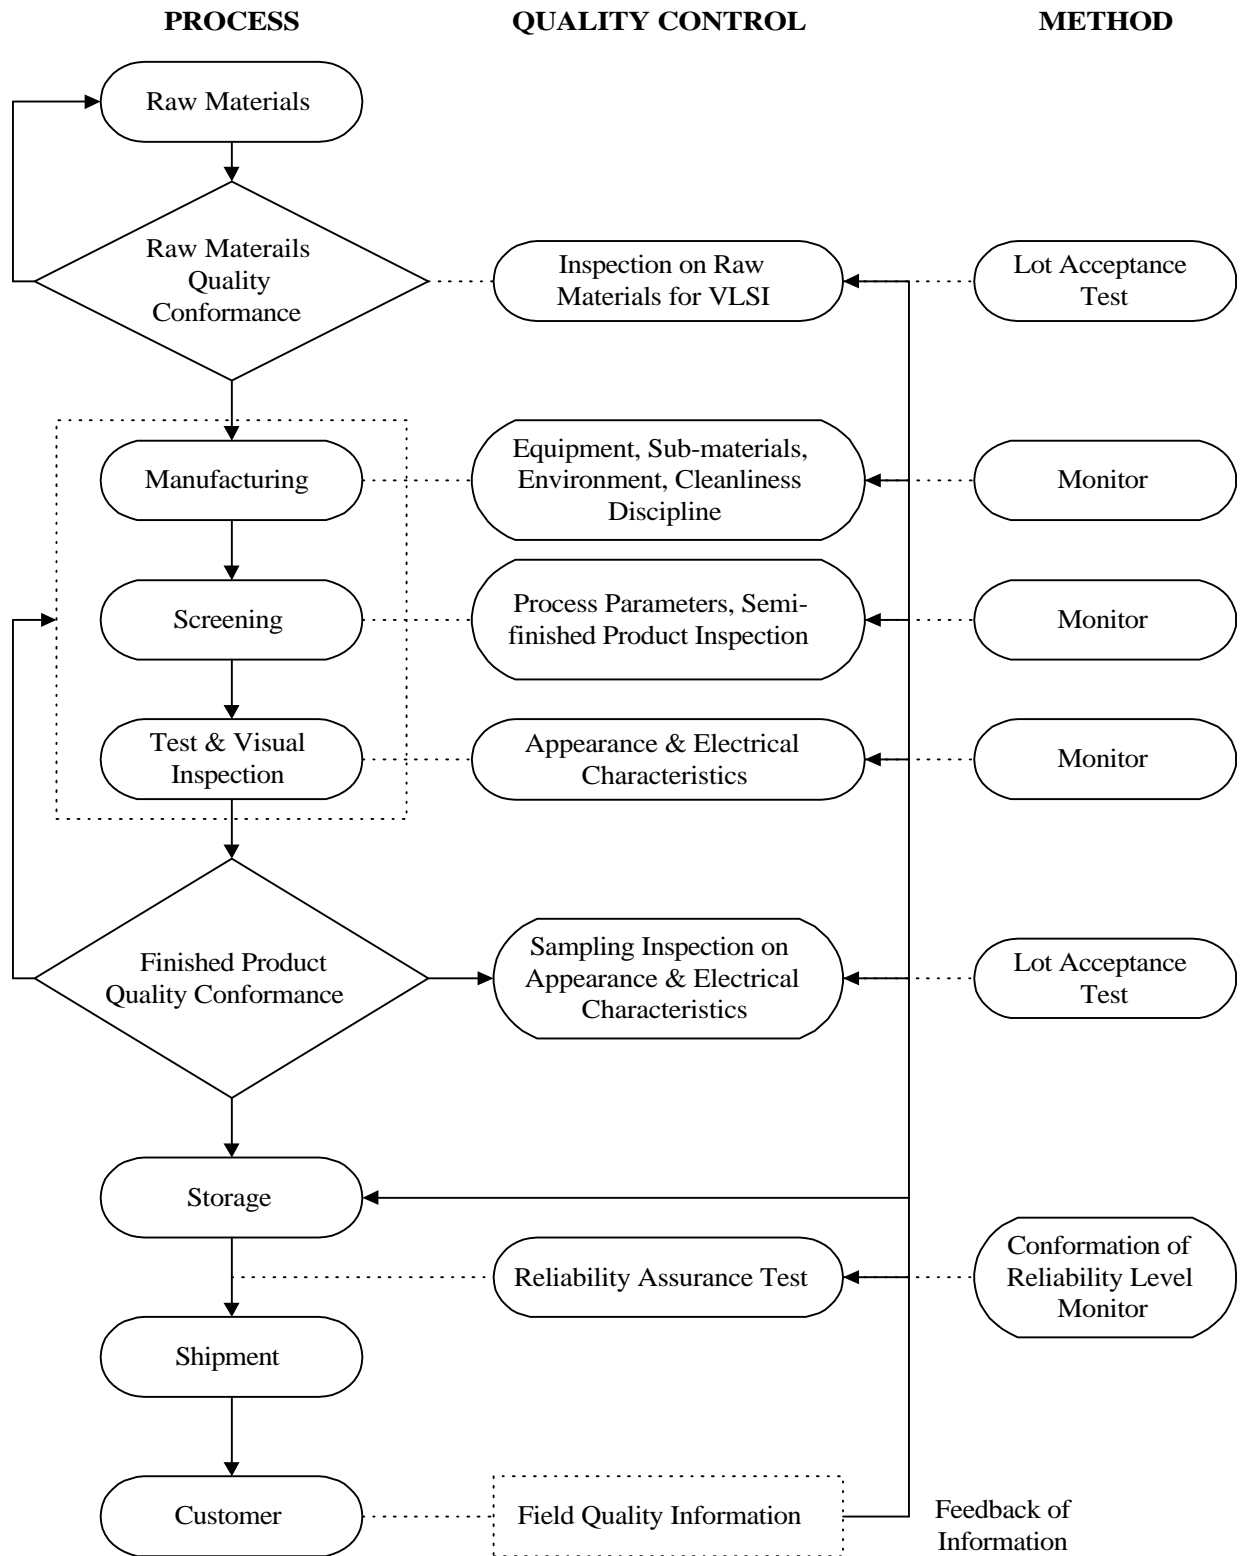 PROCESS
QUALITY CONTROL
METHOD
Raw Materials
Raw Materails
Quality
Conformance
Inspection on Raw
Materials for VLSI
Lot Acceptance
Test
Manufacturing
Equipment, Sub-materials,
Environment, Cleanliness
Discipline
Monitor
Screening
Process Parameters, Semi-
finished Product Inspection
Monitor
Test & Visual
Inspection
Appearance & Electrical
Characteristics
Monitor
Finished Product
Quality Conformance
Sampling Inspection on
Appearance & Electrical
Characteristics
Lot Acceptance
Test
Storage
Reliability Assurance Test
Conformation of
Reliability Level
Monitor
Shipment
Customer
Field Quality Information
Feedback of
Information